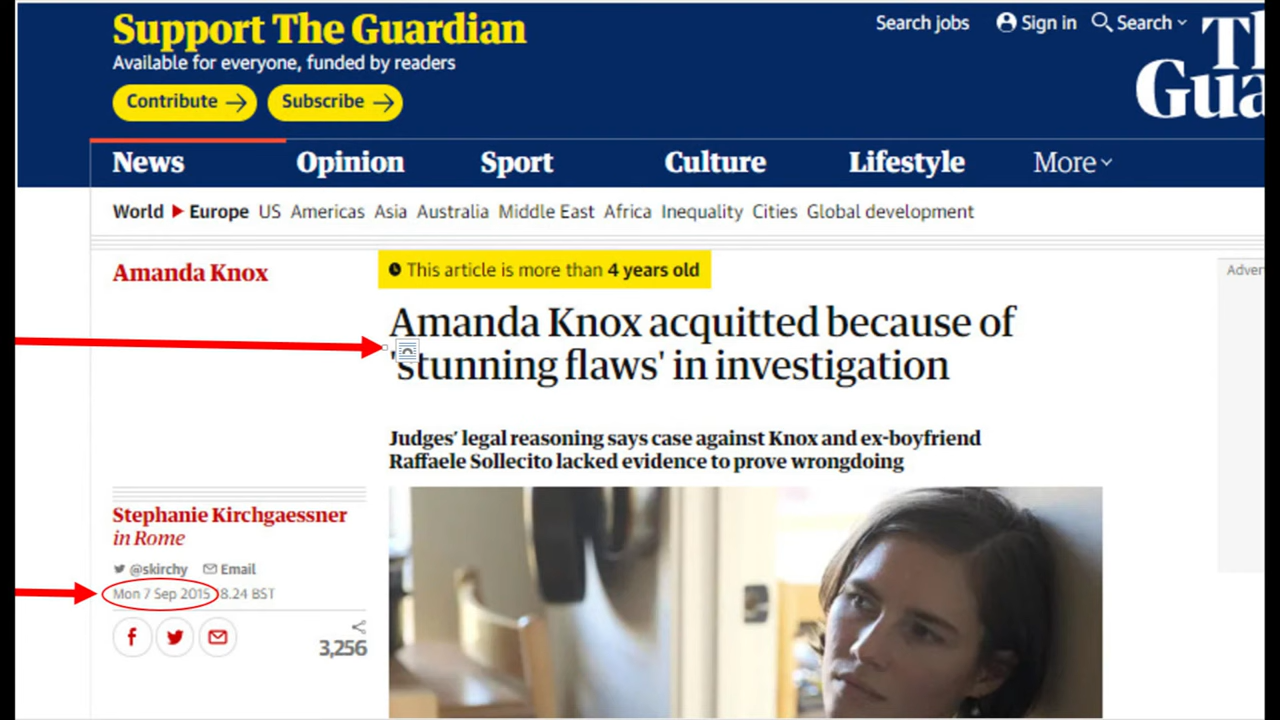 Support The Guardian
Available for everyone, funded by readers
Contribute → Subscribe →
Search jobs Sign in Search
News Opinion Sport Culture Lifestyle More
World Europe US Americas Asia Australia Middle East Africa Inequality Cities Global development
Amanda Knox
This article is more than 4 years old
Amanda Knox acquitted because of
'stunning flaws' in investigation
Judges' legal reasoning says case against Knox and ex-boyfriend
Raffaele Sollecito lacked evidence to prove wrongdoing
Stephanie Kirchgaessner
in Rome
@skirchy Email
Mon 7 Sep 2015 8.24 BST
3,256